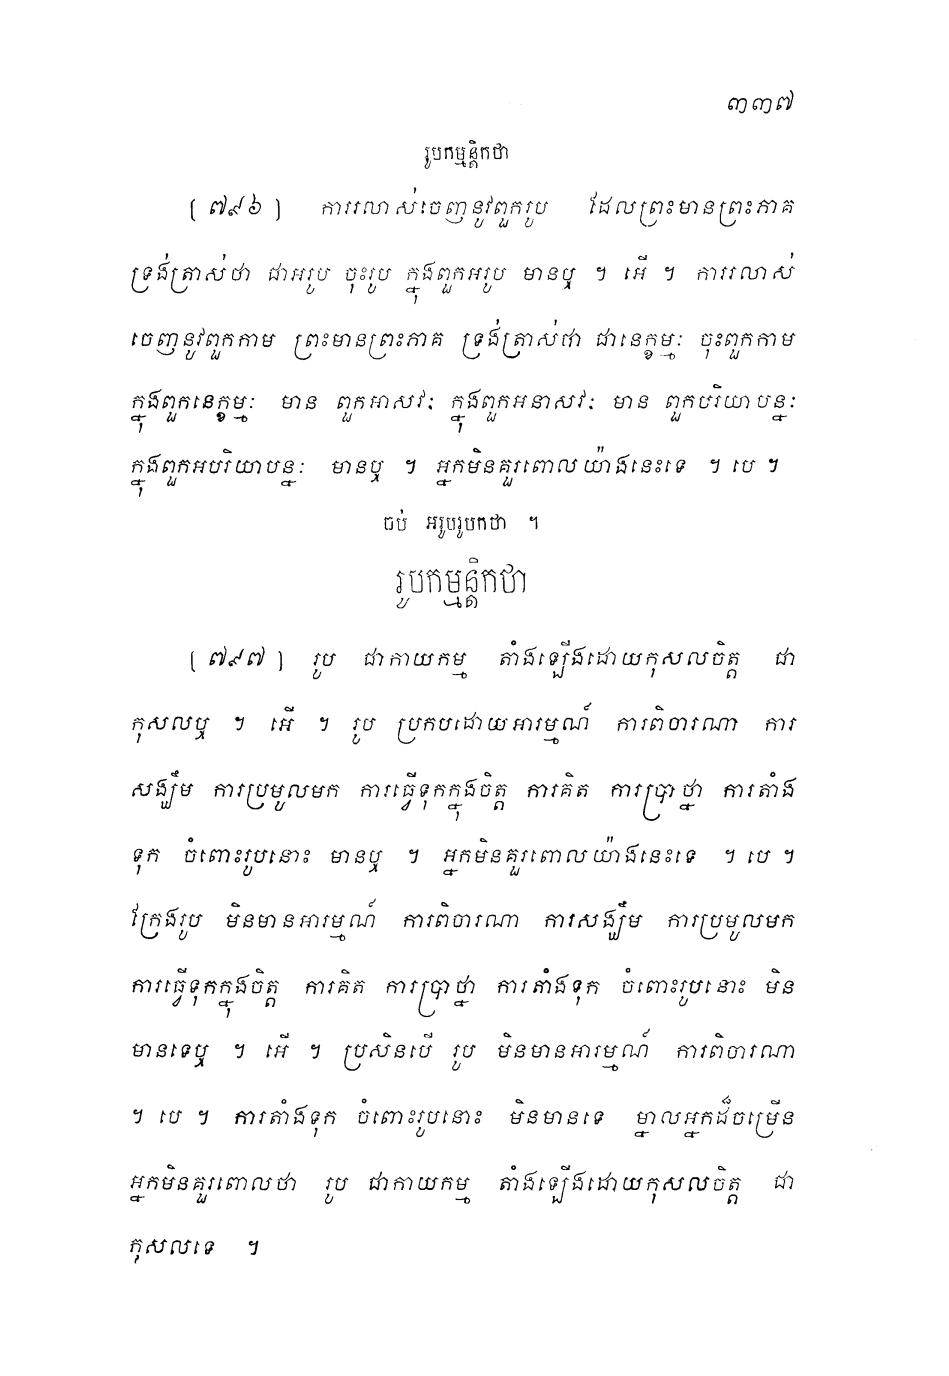 ៣៣៧
រូបកម្មន្តិកថា
[ ៧៩៦ ] ការរលាស់ចេញនូវពួករូប ដែលព្រះមានព្រះភាគ
ទ្រង់ត្រាស់ថា ជាអរូប ចុះរូប ក្នុងពួកអរូប មានឬ ។ អើ ។ ការរលាស់
ចេញនូវពួកកាម ព្រះមានព្រះភាគ ទ្រង់ត្រាស់ថា ជានេក្ខម្មៈ ចុះពួកកាម
ក្នុងពួកនេក្ខម្មៈ មាន ពួកអាសវៈ ក្នុងពួកអនាសវៈ មាន ពួកបរិយាបន្នៈ
ក្នុងពួកអបរិយាបន្នៈ មានឬ ។ អ្នកមិនគួរពោលយ៉ាងនេះទេ ។ បេ ។
ចប់ អរូបរូបកថា ។
រូបកម្មន្តិកថា
[ ៧៩៧ ] រូប ជាកាយកម្ម តាំងឡើងដោយកុសលចិត្ត ជា
កុសលឬ ។ អើ ។ រូប ប្រកបដោយអារម្មណ៍ ការពិចារណា ការ
សង្ឃឹម ការប្រមូលមក ការធ្វើទុកក្នុងចិត្ត ការគិត ការប្រាថ្នា ការតាំង
ទុក ចំពោះរូបនោះ មានឬ ។ អ្នកមិនគួរពោលយ៉ាងនេះទេ ។ បេ ។
ក្រែងរូប មិនមានអារម្មណ៍ ការពិចារណា ការសង្ឃឹម ការប្រមូលមក
ការធ្វើទុកក្នុងចិត្ត ការគិត ការប្រាថ្នា ការតាំងទុក ចំពោះរូបនោះ មិន
មានទេឬ ។ អើ ។ ប្រសិនបើ រូប មិនមានអារម្មណ៍ ការពិចារណា
។ បេ ។ ការតាំងទុក ចំពោះរូបនោះ មិនមានទេ ម្នាលអ្នកដ៏ចម្រើន
អ្នកមិនគួរពោលថា រូប ជាកាយកម្ម តាំងឡើងដោយកុសលចិត្ត ជា
កុសលទេ ។